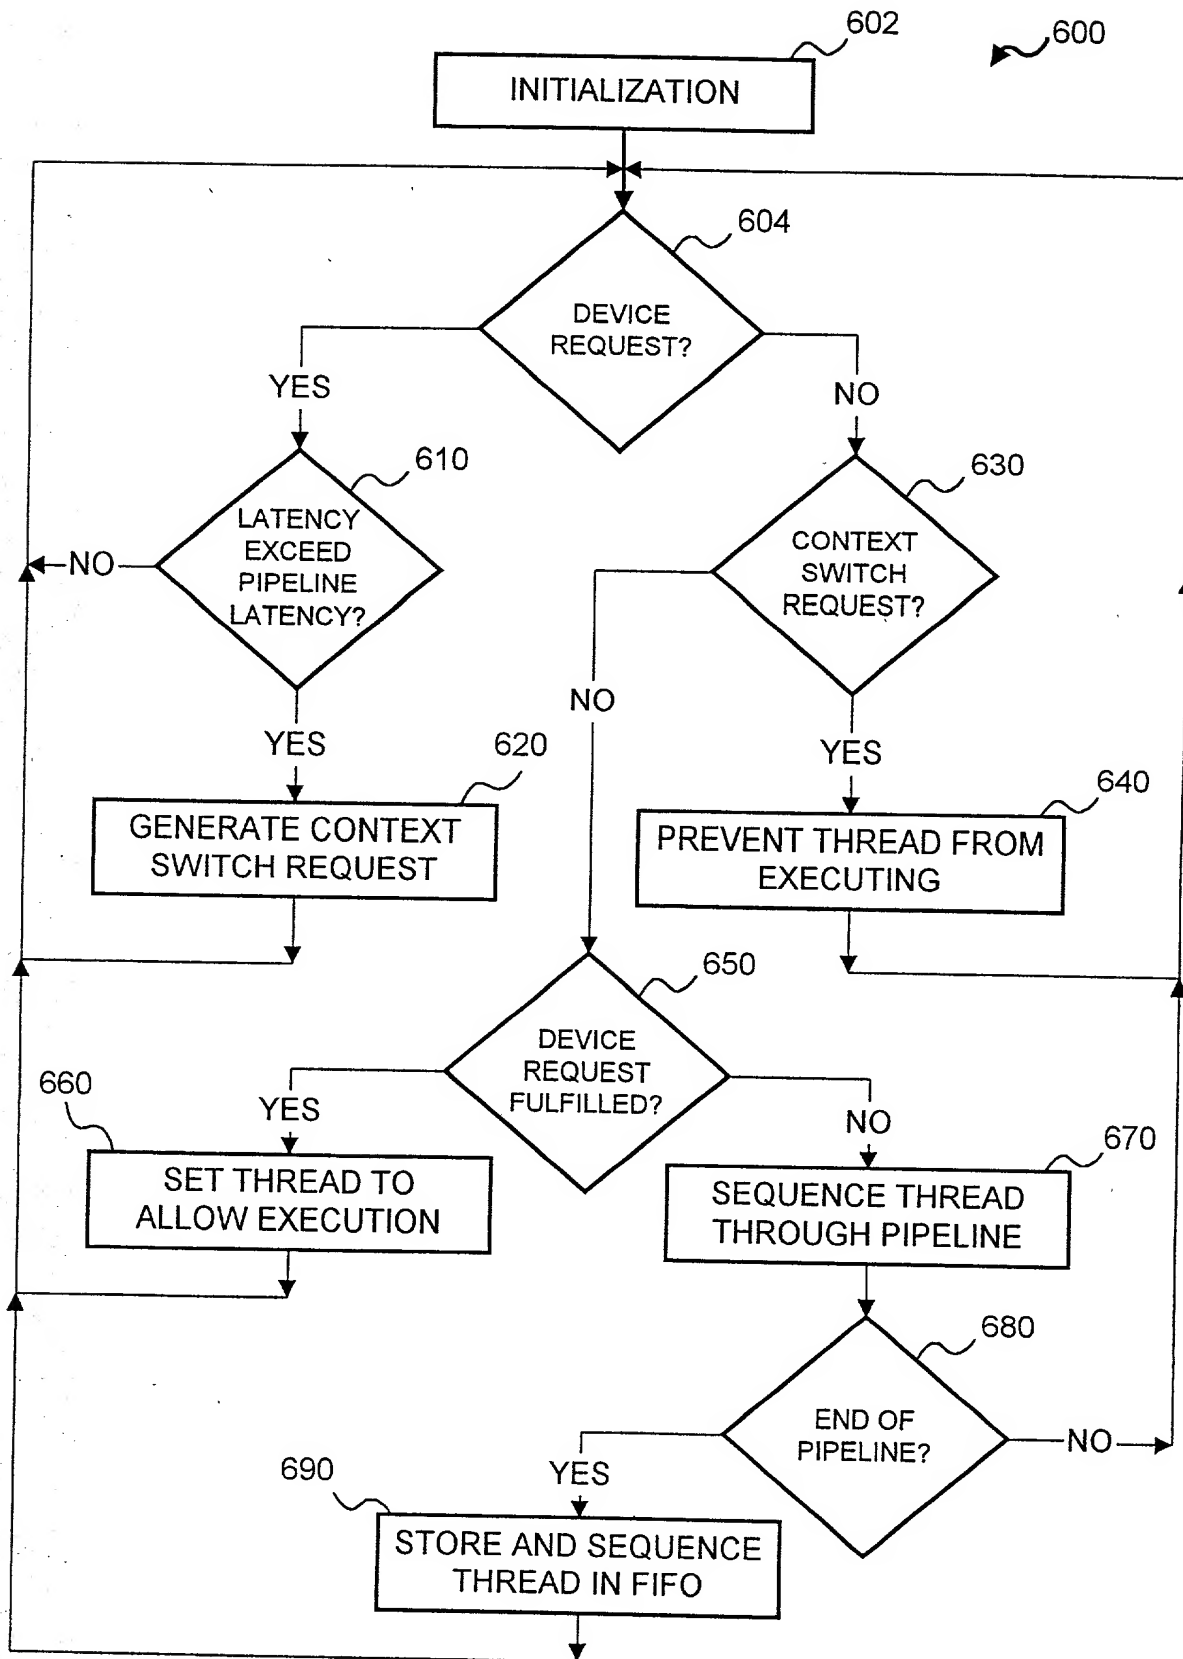 602
600
INITIALIZATION
604
DEVICE
REQUEST?
YES
NO
610
630
LATENCY
EXCEED
PIPELINE
LATENCY?
NO
CONTEXT
SWITCH
REQUEST?
NO
YES
YES
620
640
GENERATE CONTEXT
SWITCH REQUEST
PREVENT THREAD FROM
EXECUTING
650
DEVICE
REQUEST
FULFILLED?
660
YES
NO
670
SET THREAD TO
ALLOW EXECUTION
SEQUENCE THREAD
THROUGH PIPELINE
680
END OF
PIPELINE?
NO
690
YES
STORE AND SEQUENCE
THREAD IN FIFO